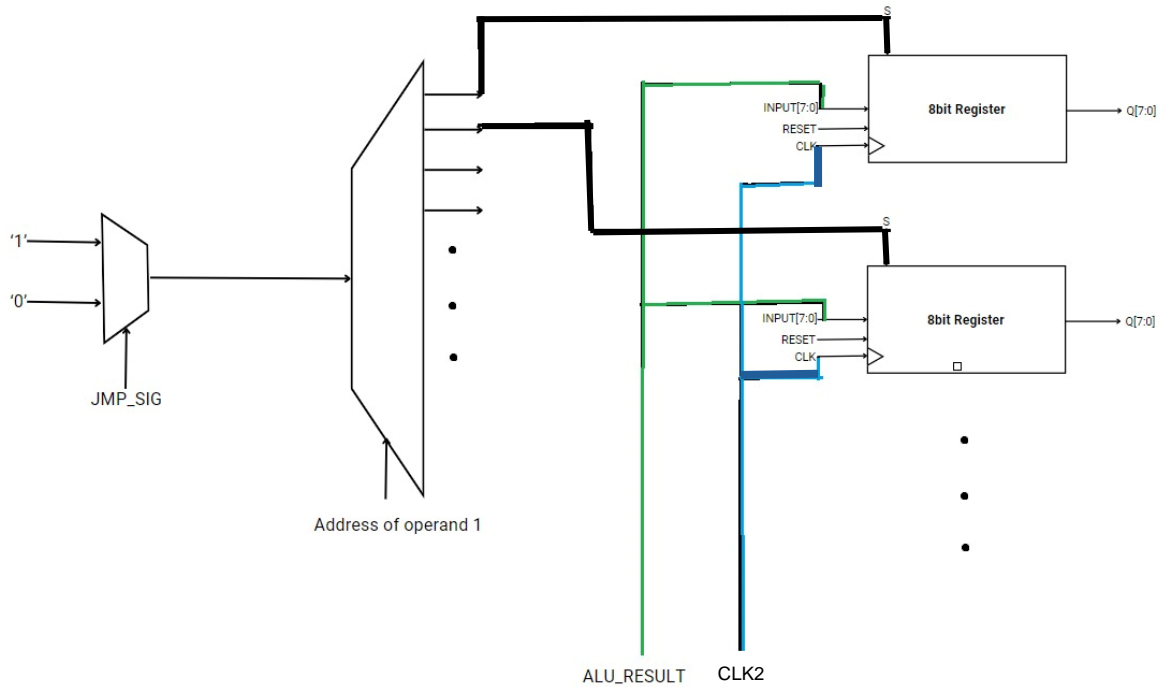 S
INPUT[7:0]
8bit Register
Q[7:0]
RESET
CLK
S
'1'
'0'
INPUT[7:0]
8bit Register
Q[7:0]
RESET
CLK
JMP_SIG
Address of operand 1
ALU_RESULT
CLK2